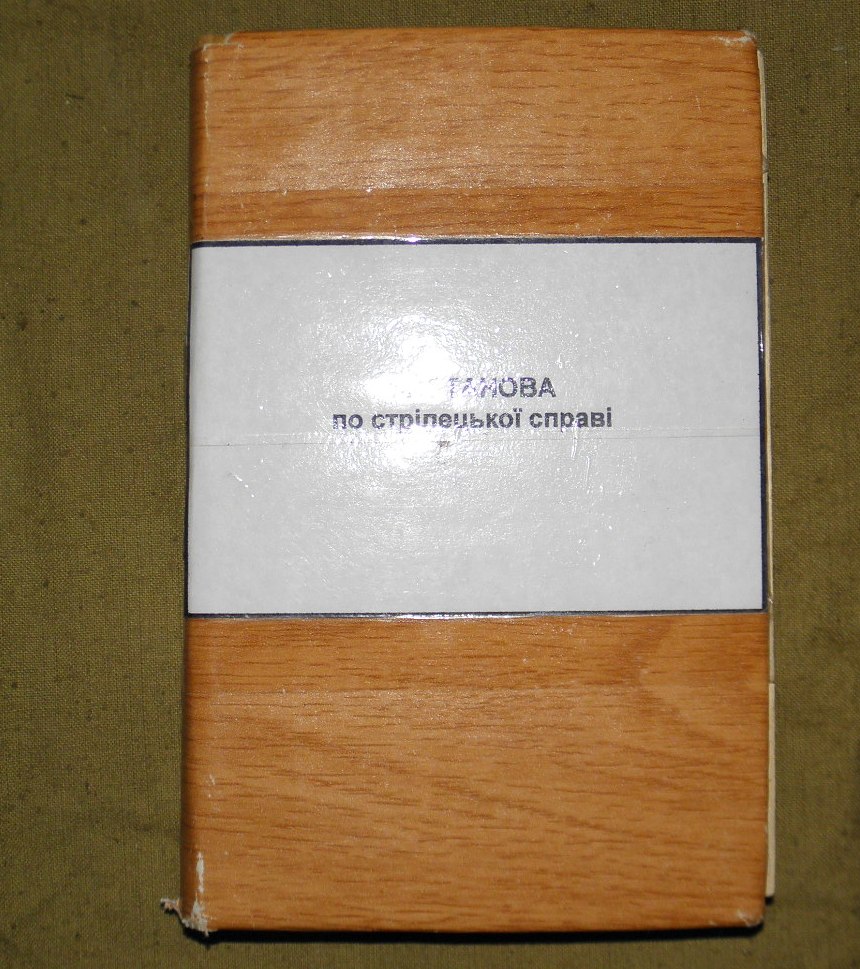 по стрілецької справі